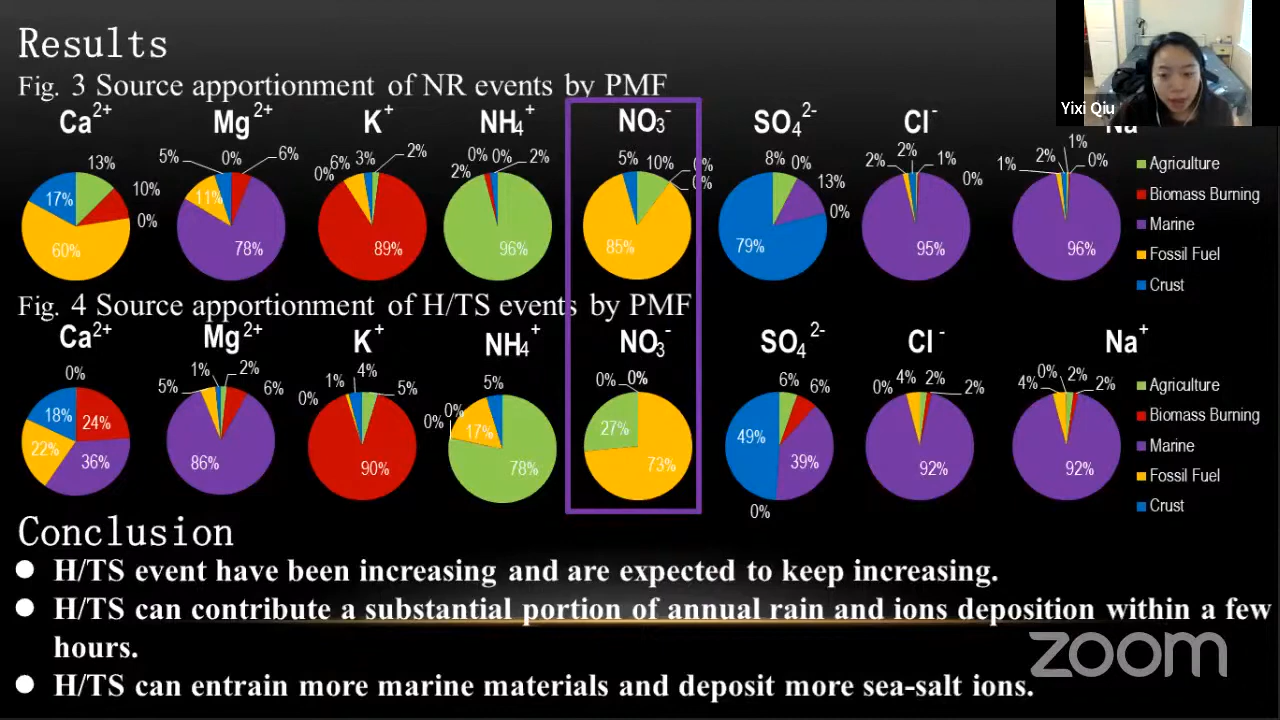 Results
Fig. 3 Source apportionment of NR events by PMF
Yixi Qiu
Ca2+ Mg2+ K+ NH4+ NO3- SO42- Cl- Na
13% 10% 0% 60% 17%
5% 0% 6% 11% 78%
0% 6% 3% 2% 89%
2% 0% 0% 2% 96%
5% 10% 0% 0% 85%
8% 0% 13% 0% 79%
2% 2% 1% 0% 95%
1% 2% 1% 0% 96%
Agriculture
Biomass Burning
Marine
Fossil Fuel
Crust
Fig. 4 Source apportionment of H/TS events by PMF
Ca2+ Mg2+ K+ NH4+ NO3- SO42- Cl- Na+
0% 24% 36% 22% 18%
5% 1% 2% 6% 86%
0% 1% 4% 5% 90%
0% 0% 17% 5% 78%
0% 0% 27% 73%
6% 6% 39% 0% 49%
0% 4% 2% 2% 92%
4% 0% 2% 2% 92%
Agriculture
Biomass Burning
Marine
Fossil Fuel
Crust
Conclusion
● H/TS event have been increasing and are expected to keep increasing.
● H/TS can contribute a substantial portion of annual rain and ions deposition within a few
hours.
● H/TS can entrain more marine materials and deposit more sea-salt ions.
zoom